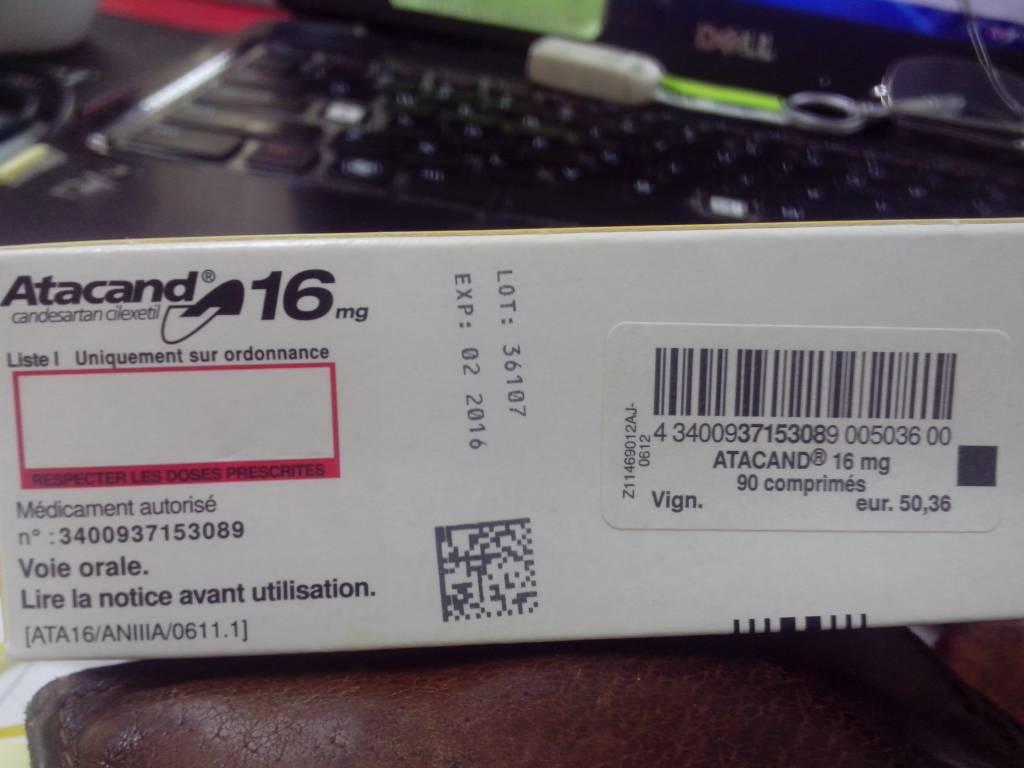 DELL
Atacand® 16 mg
candesartan cilexetil
Liste I Uniquement sur ordonnance
RESPECTER LES DOSES PRESCRITES
Médicament autorisé
n° : 3400937153089
Voie orale.
Lire la notice avant utilisation.
[ATA16/ANIIIA/0611.1]
LOT: 36107
EXP: 02 2016
Z11469012AJ-
0612
4 3400937153089 005036 00
ATACAND® 16 mg
90 comprimés
Vign. eur. 50,36